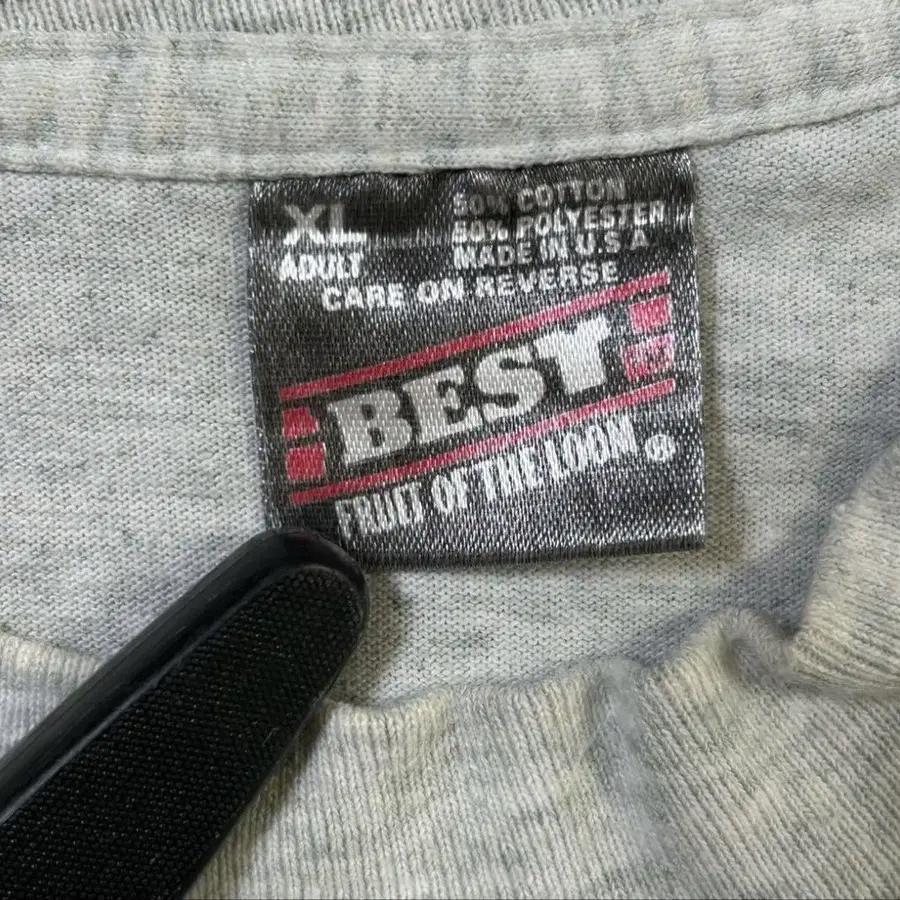 XL
ADULT
50% COTTON
50% POLYESTER
MADE IN U.S.A
CARE ON REVERSE
BEST
FRUIT OF THE LOOM ®